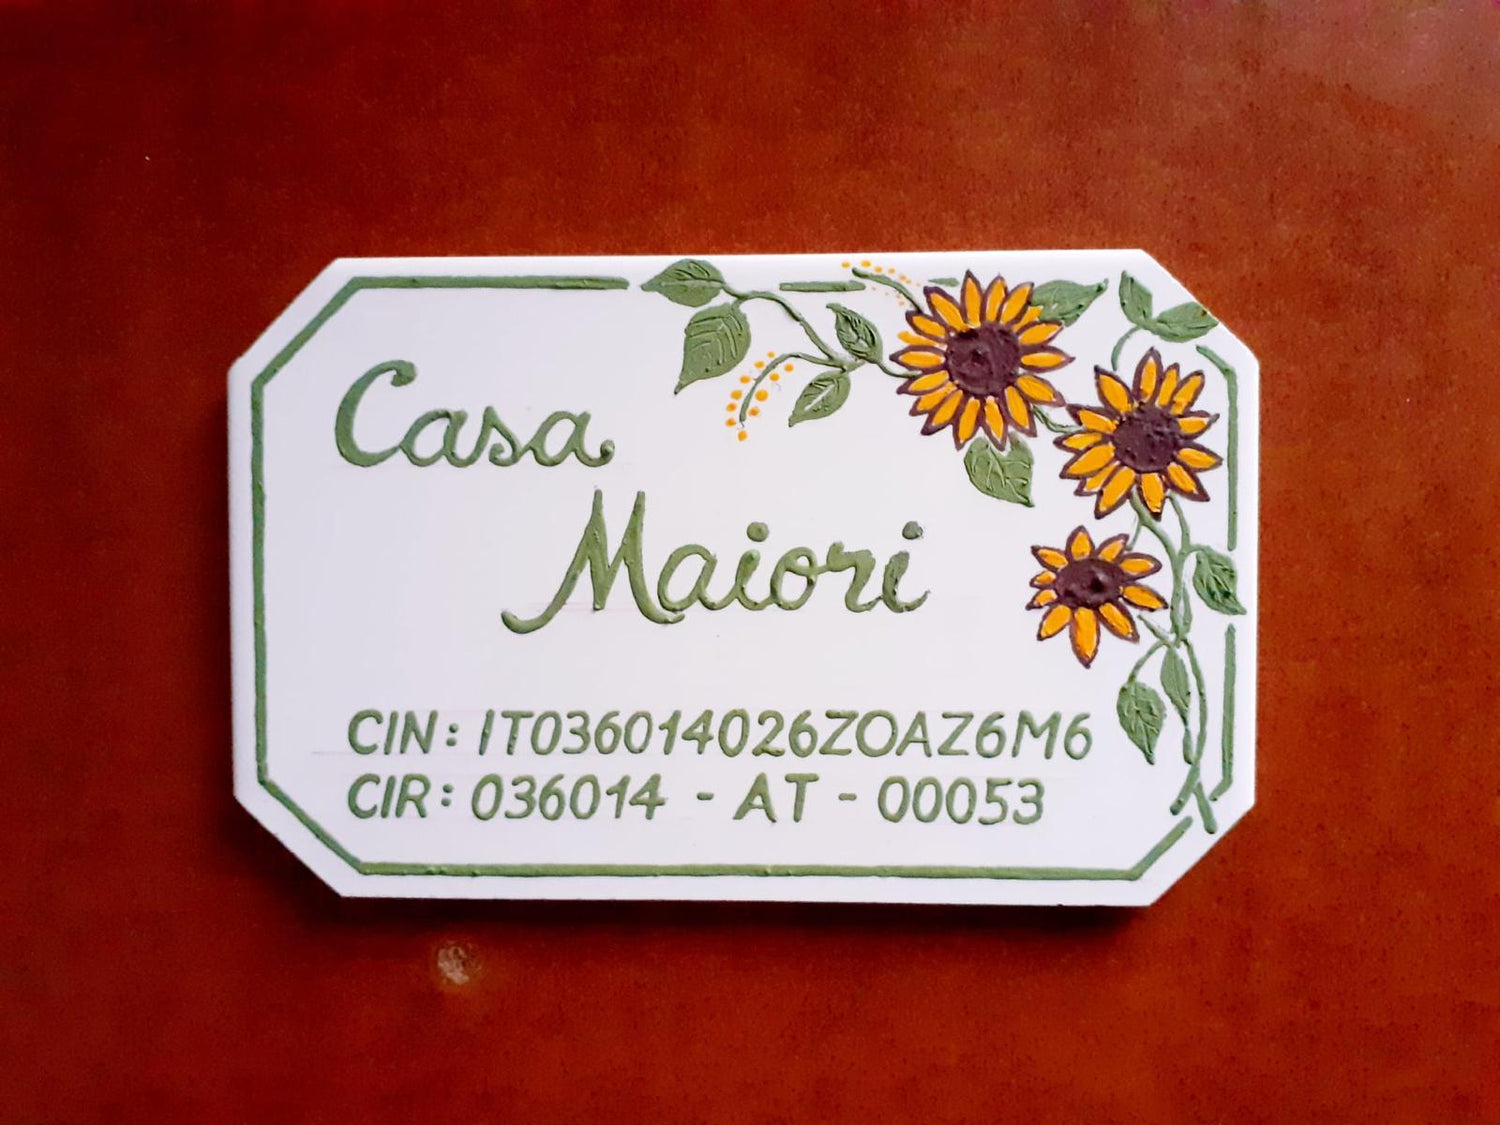 Casa
Maiori
CIN: IT036014026ZOAZ6M6
CIR: 036014 - AT - 00053